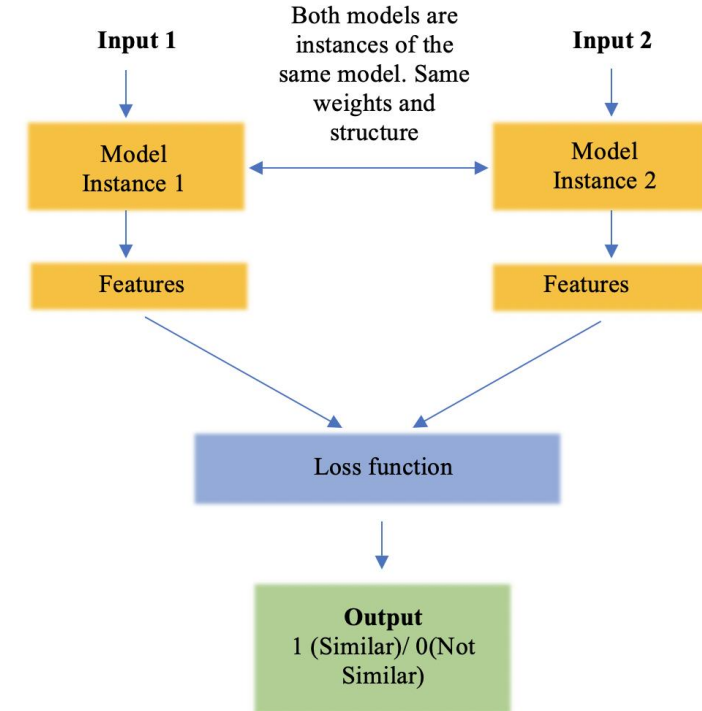 Input 1
Both models are
instances of the
same model. Same
weights and
structure
Input 2
Model
Instance 1
Model
Instance 2
Features
Features
Loss function
Output
1 (Similar)/ 0(Not
Similar)